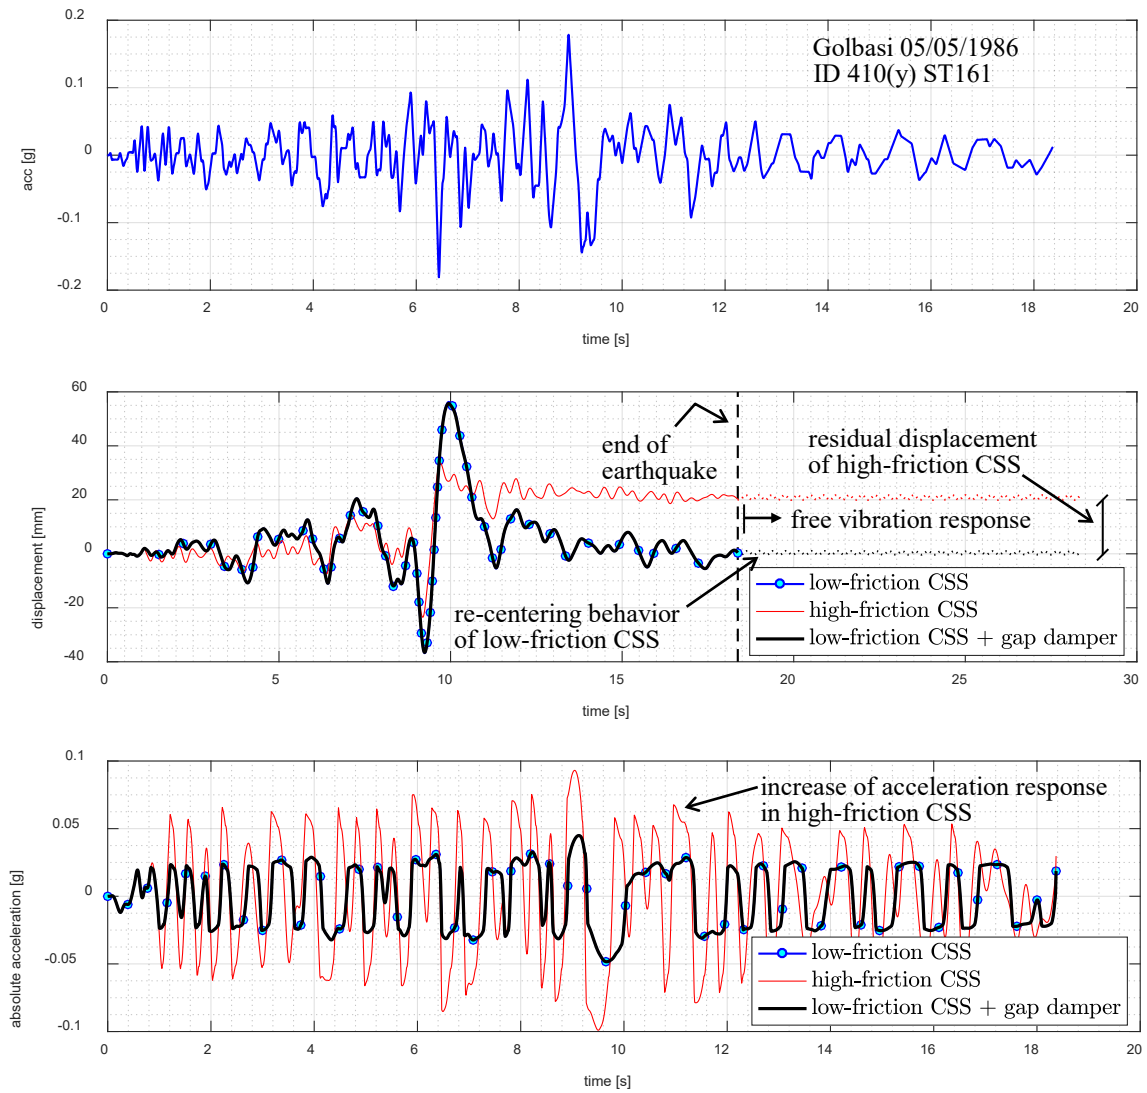 0.2
0.1
0
-0.1
-0.2
acc [g]
Golbasi 05/05/1986
ID 410(y) ST161
0 2 4 6 8 10 12 14 16 18 20
time [s]
60
40
20
0
-20
-40
displacement [mm]
end of
earthquake
residual displacement
of high-friction CSS
free vibration response
re-centering behavior
of low-friction CSS
low-friction CSS
high-friction CSS
low-friction CSS + gap damper
0 5 10 15 20 25 30
time [s]
0.1
0.05
0
-0.05
-0.1
absolute acceleration [g]
increase of acceleration response
in high-friction CSS
low-friction CSS
high-friction CSS
low-friction CSS + gap damper
0 2 4 6 8 10 12 14 16 18 20
time [s]